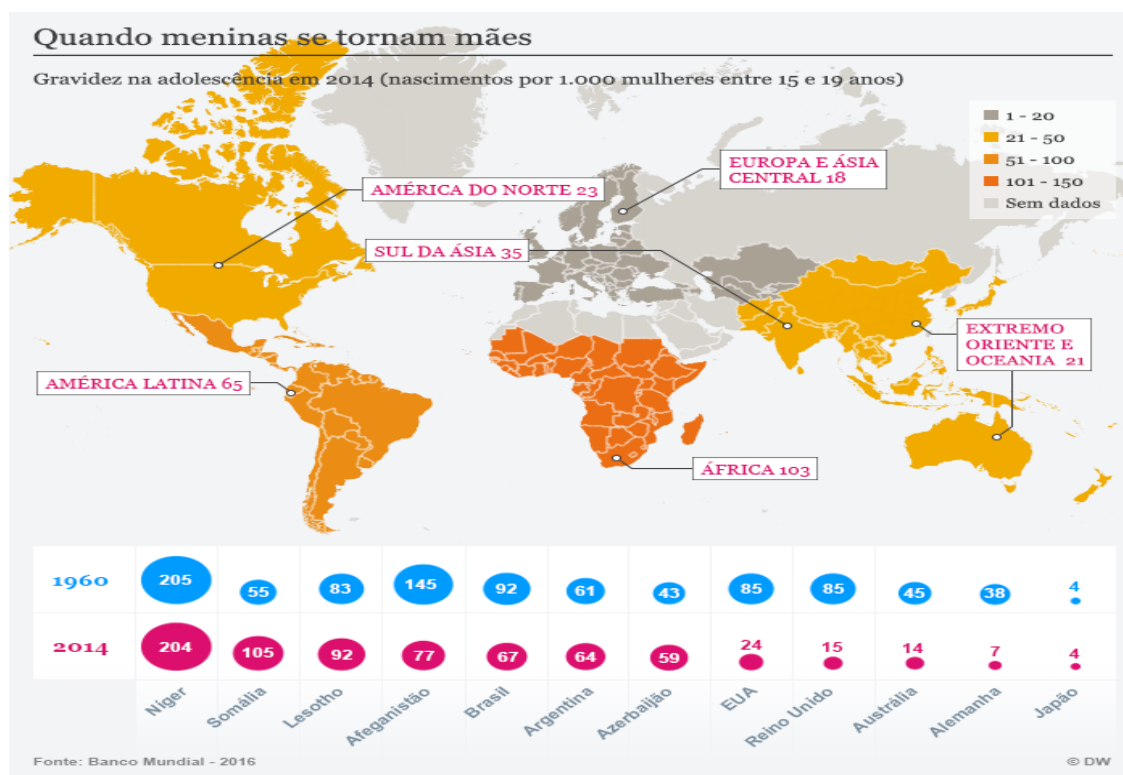 Quando meninas se tornam mães
Gravidez na adolescência em 2014 (nascimentos por 1.000 mulheres entre 15 e 19 anos)
1 - 20
21 - 50
51 - 100
101 - 150
Sem dados
EUROPA E ÁSIA
CENTRAL 18
AMÉRICA DO NORTE 23
SUL DA ÁSIA 35
EXTREMO
ORIENTE E
OCEANIA 21
AMÉRICA LATINA 65
ÁFRICA 103
1960 205 55 83 145 92 61 43 85 85 45 38 4
2014 204 105 92 77 67 64 59 24 15 14 7 4
Níger Somália Lesotho Afeganistão Brasil Argentina Azerbaijão EUA Reino Unido Austrália Alemanha Japão
Fonte: Banco Mundial - 2016 © DW